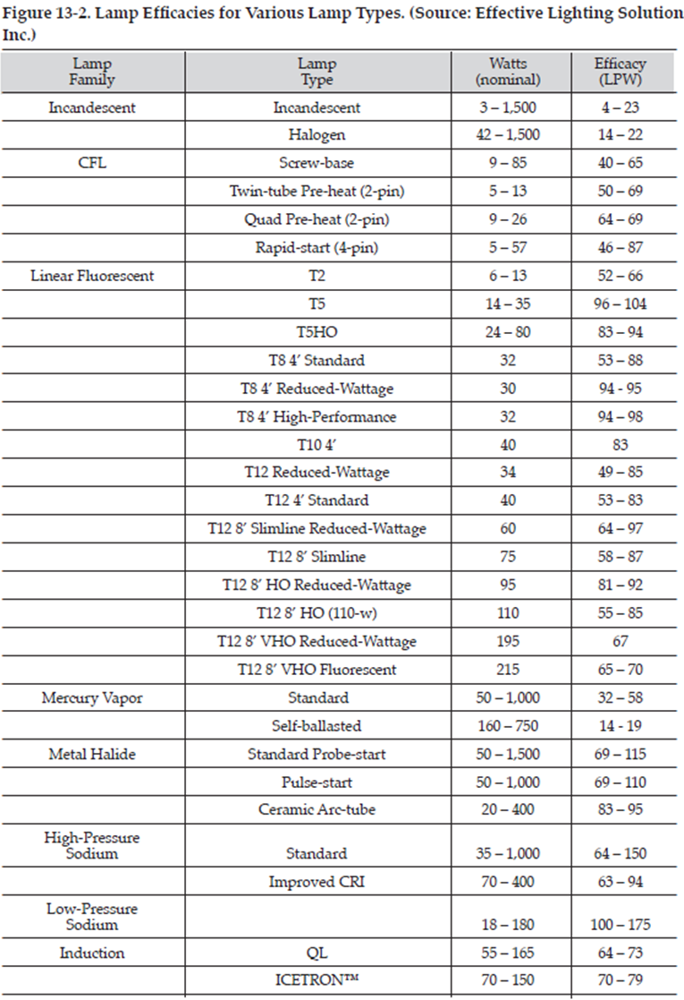 Figure 13-2. Lamp Efficacies for Various Lamp Types. (Source: Effective Lighting Solution
Inc.)
Lamp Family Lamp Type Watts (nominal) Efficacy (LPW)
Incandescent Incandescent 3 – 1,500 4 – 23
Halogen 42 – 1,500 14 – 22
CFL Screw-base 9 – 85 40 – 65
Twin-tube Pre-heat (2-pin) 5 – 13 50 – 69
Quad Pre-heat (2-pin) 9 – 26 64 – 69
Rapid-start (4-pin) 5 – 57 46 – 87
Linear Fluorescent T2 6 – 13 52 – 66
T5 14 – 35 96 – 104
T5HO 24 – 80 83 – 94
T8 4′ Standard 32 53 – 88
T8 4′ Reduced-Wattage 30 94 - 95
T8 4′ High-Performance 32 94 – 98
T10 4′ 40 83
T12 Reduced-Wattage 34 49 – 85
T12 4′ Standard 40 53 – 83
T12 8′ Slimline Reduced-Wattage 60 64 – 97
T12 8′ Slimline 75 58 – 87
T12 8′ HO Reduced-Wattage 95 81 – 92
T12 8′ HO (110-w) 110 55 – 85
T12 8′ VHO Reduced-Wattage 195 67
T12 8′ VHO Fluorescent 215 65 – 70
Mercury Vapor Standard 50 – 1,000 32 – 58
Self-ballasted 160 – 750 14 - 19
Metal Halide Standard Probe-start 50 – 1,500 69 – 115
Pulse-start 50 – 1,000 69 – 110
Ceramic Arc-tube 20 – 400 83 – 95
High-Pressure
Sodium Standard 35 – 1,000 64 – 150
Improved CRI 70 – 400 63 – 94
Low-Pressure
Sodium 18 – 180 100 – 175
Induction QL 55 – 165 64 – 73
ICETRON™ 70 – 150 70 – 79